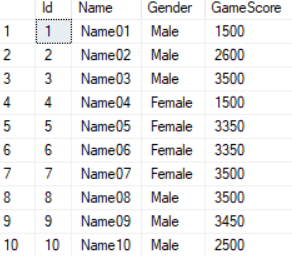 Id Name Gender GameScore
1 1 Name01 Male 1500
2 2 Name02 Male 2600
3 3 Name03 Male 3500
4 4 Name04 Female 1500
5 5 Name05 Female 3350
6 6 Name06 Female 3350
7 7 Name07 Female 3500
8 8 Name08 Male 3500
9 9 Name09 Male 3450
10 10 Name10 Male 2500